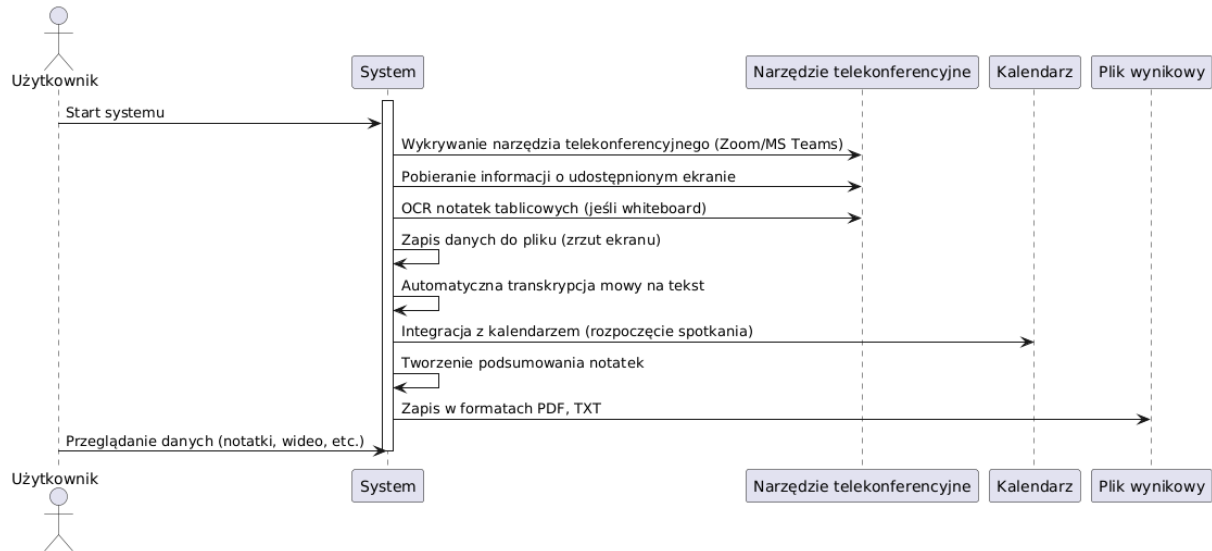 Użytkownik
System
Narzędzie telekonferencyjne
Kalendarz
Plik wynikowy
Start systemu
Wykrywanie narzędzia telekonferencyjnego (Zoom/MS Teams)
Pobieranie informacji o udostępnionym ekranie
OCR notatek tablicowych (jeśli whiteboard)
Zapis danych do pliku (zrzut ekranu)
Automatyczna transkrypcja mowy na tekst
Integracja z kalendarzem (rozpoczęcie spotkania)
Tworzenie podsumowania notatek
Zapis w formatach PDF, TXT
Przeglądanie danych (notatki, wideo, etc.)
Użytkownik
System
Narzędzie telekonferencyjne
Kalendarz
Plik wynikowy